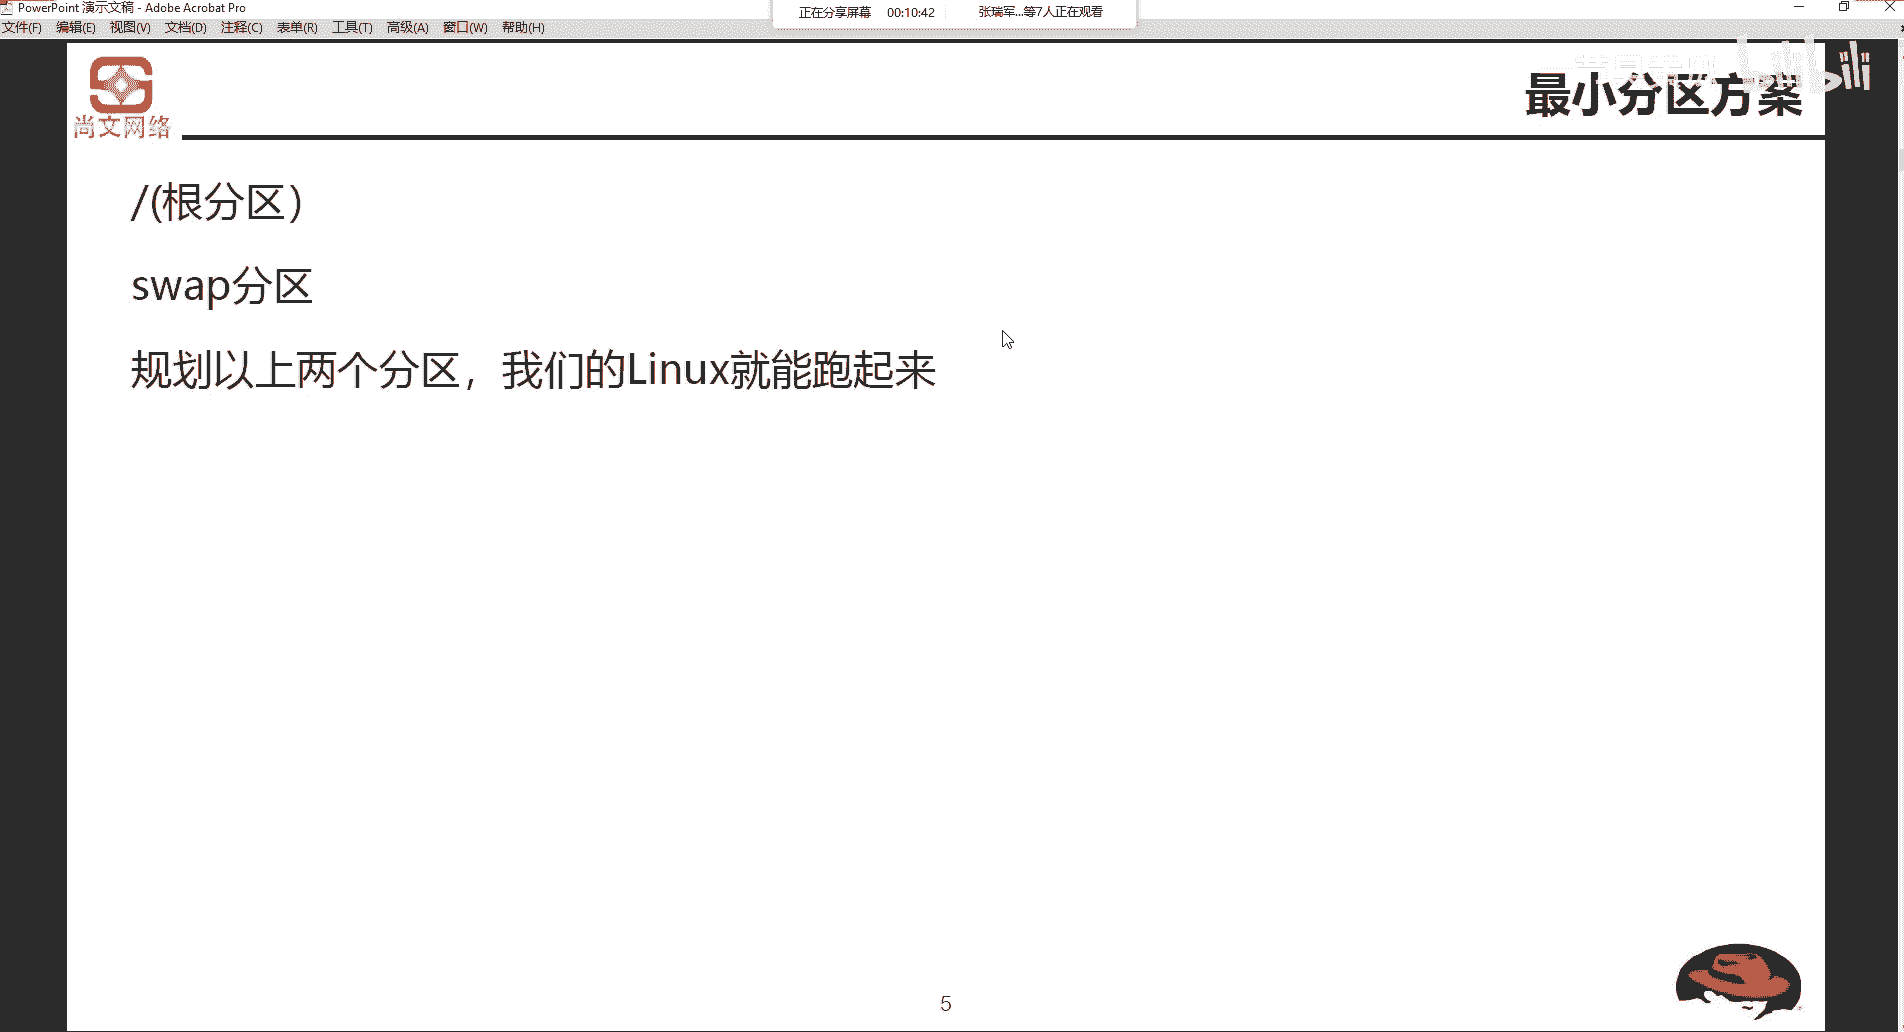 PowerPoint 演示文稿 - Adobe Acrobat Pro
正在分享屏幕 00:10:42 张瑞军...等7人正在观看
文件(F) 编辑(E) 视图(V) 文档(D) 注释(C) 表单(R) 工具(T) 高级(A) 窗口(W) 帮助(H)
bilibili
尚文网络
最小分区方案
/(根分区)
swap分区
规划以上两个分区，我们的Linux就能跑起来
5